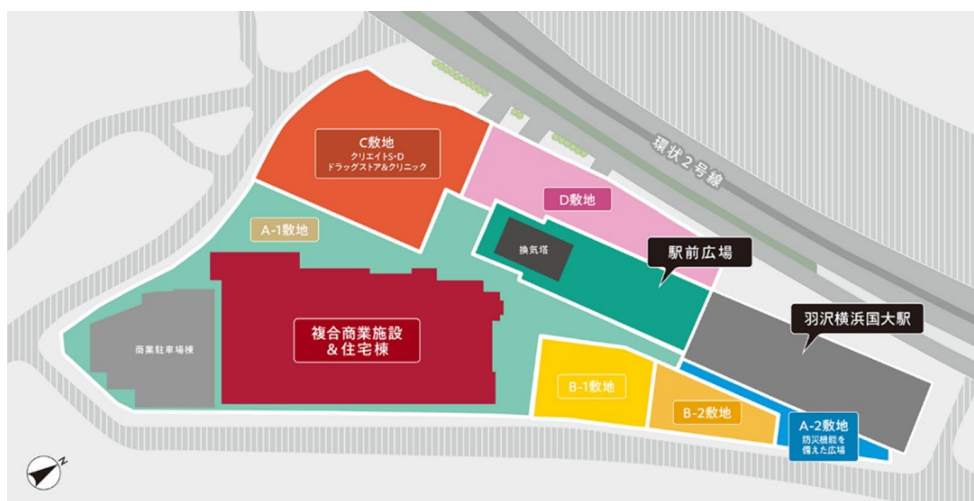 環状2号線
C敷地
クリエイトS・D
ドラッグストア&クリニック
D敷地
A-1敷地
換気塔
駅前広場
羽沢横浜国大駅
複合商業施設
&住宅棟
商業駐車場棟
B-1敷地
B-2敷地
A-2敷地
防災機能を
備えた広場
N